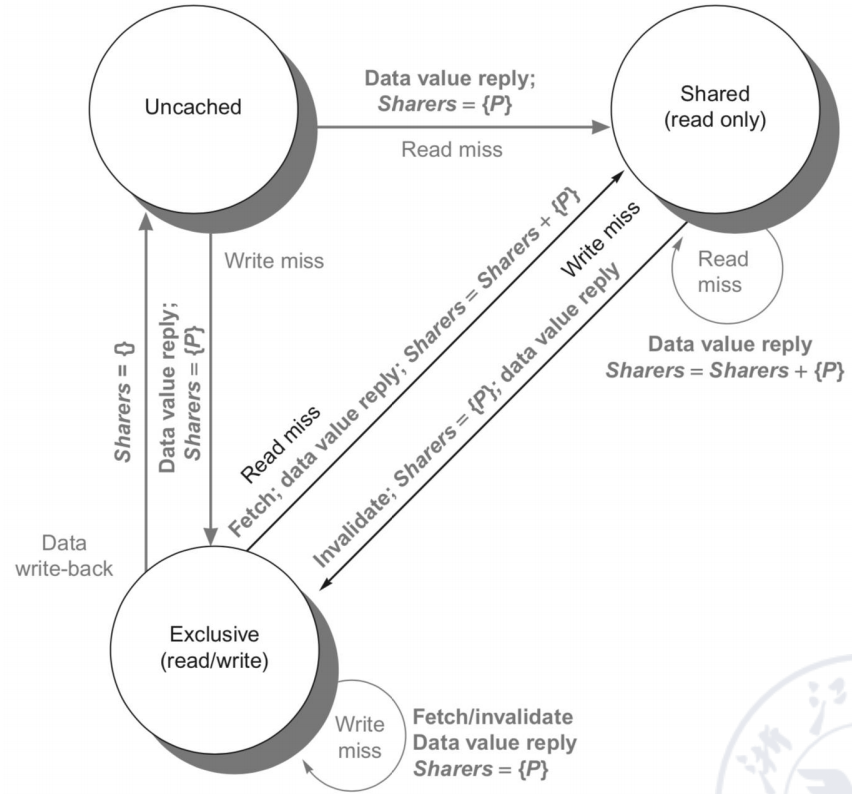 Uncached
Data value reply;
Sharers = {P}
Read miss
Shared
(read only)
Write miss
Read
miss
Data value reply
Sharers = Sharers + {P}
Sharers = {}
Data value reply;
Sharers = {P}
Read miss
Fetch; data value reply; Sharers = Sharers + {P}
Write miss
Invalidate; Sharers = {P}; data value reply
Data
write-back
Exclusive
(read/write)
Write
miss
Fetch/invalidate
Data value reply
Sharers = {P}
浙江